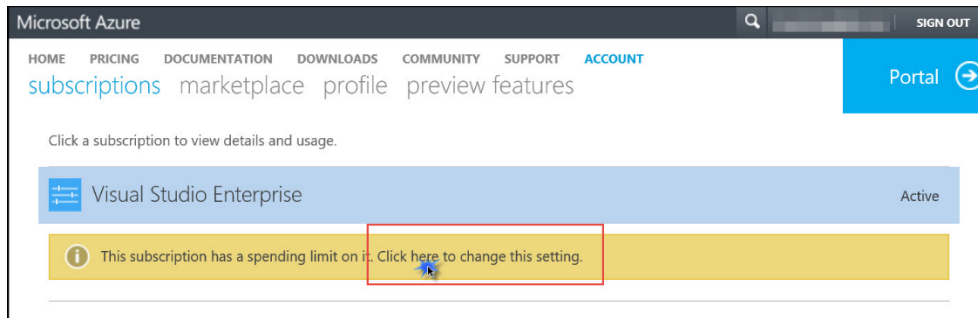 Microsoft Azure SIGN OUT
HOME PRICING DOCUMENTATION DOWNLOADS COMMUNITY SUPPORT ACCOUNT
subscriptions marketplace profile preview features
Portal
Click a subscription to view details and usage.
Visual Studio Enterprise Active
This subscription has a spending limit on it. Click here to change this setting.